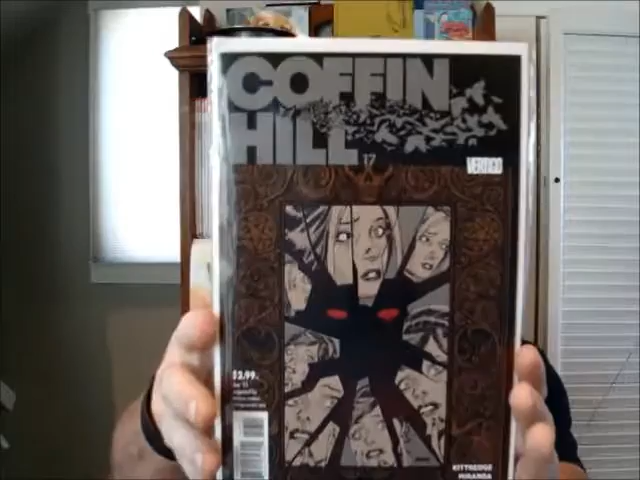 COFFIN
HILL
17
VERTIGO
$2.99
KITTREDGE
MIRANDA